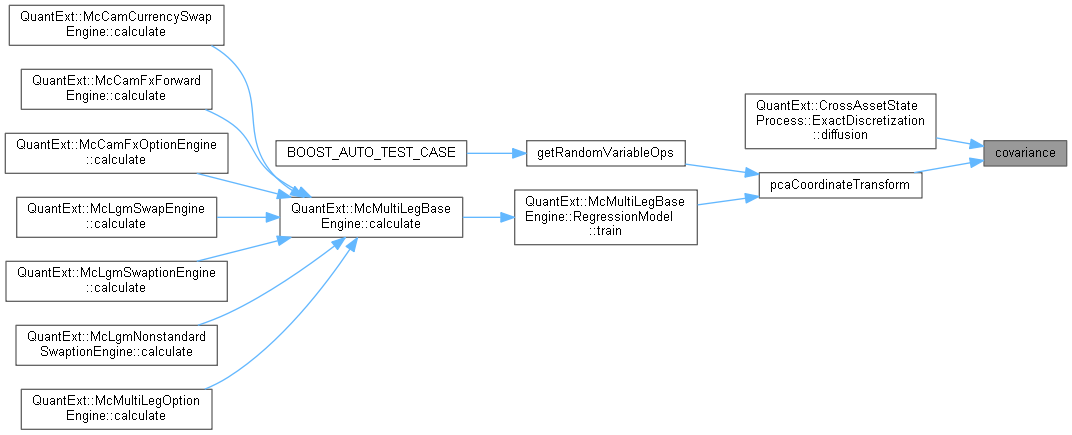 QuantExt::McCamCurrencySwap
Engine::calculate
QuantExt::McCamFxForward
Engine::calculate
QuantExt::McCamFxOptionEngine
::calculate
QuantExt::McLgmSwapEngine
::calculate
QuantExt::McLgmSwaptionEngine
::calculate
QuantExt::McLgmNonstandard
SwaptionEngine::calculate
QuantExt::McMultiLegOption
Engine::calculate
BOOST_AUTO_TEST_CASE
QuantExt::McMultiLegBase
Engine::calculate
getRandomVariableOps
QuantExt::McMultiLegBase
Engine::RegressionModel
::train
QuantExt::CrossAssetState
Process::ExactDiscretization
::diffusion
pcaCoordinateTransform
covariance